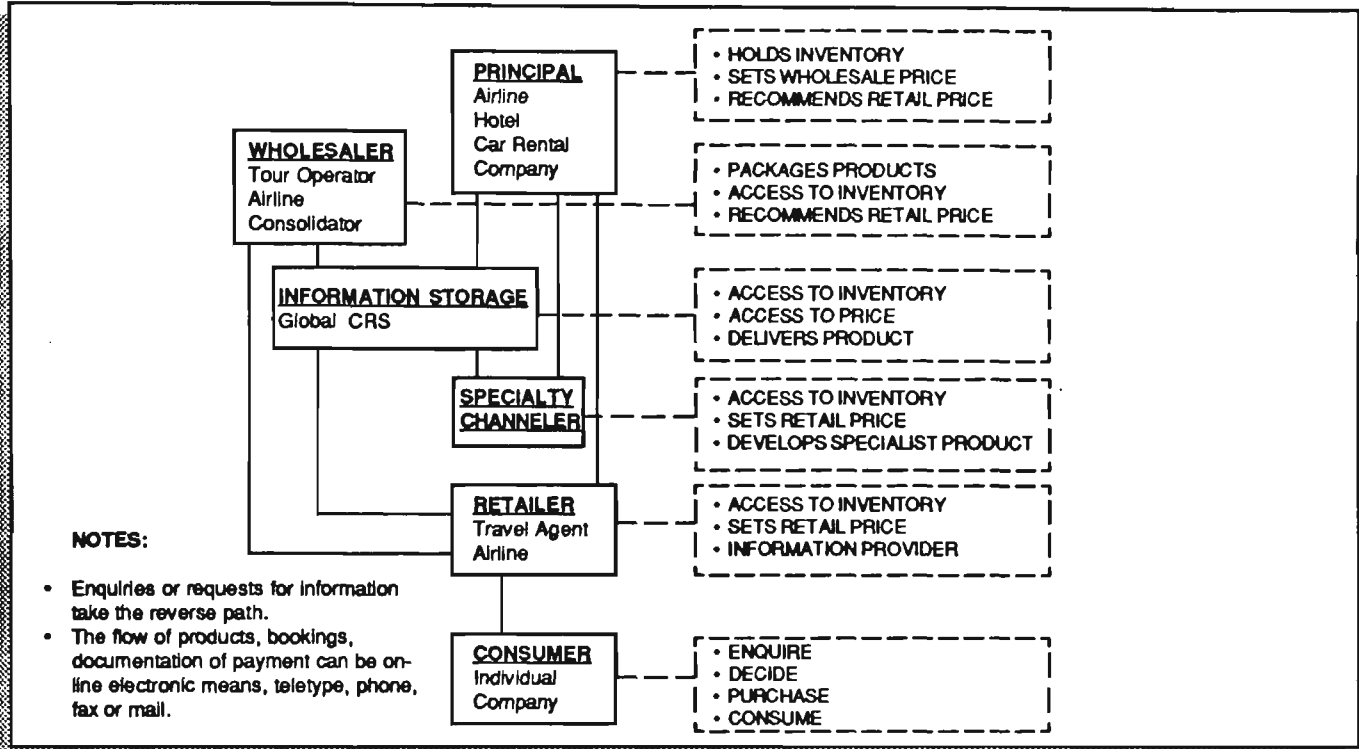 PRINCIPAL
Airline
Hotel
Car Rental
Company
• HOLDS INVENTORY
• SETS WHOLESALE PRICE
• RECOMMENDS RETAIL PRICE
WHOLESALER
Tour Operator
Airline
Consolidator
• PACKAGES PRODUCTS
• ACCESS TO INVENTORY
• RECOMMENDS RETAIL PRICE
INFORMATION STORAGE
Global CRS
• ACCESS TO INVENTORY
• ACCESS TO PRICE
• DELIVERS PRODUCT
SPECIALTY
CHANNELER
• ACCESS TO INVENTORY
• SETS RETAIL PRICE
• DEVELOPS SPECIALIST PRODUCT
RETAILER
Travel Agent
Airline
• ACCESS TO INVENTORY
• SETS RETAIL PRICE
• INFORMATION PROVIDER
NOTES:
• Enquiries or requests for information
take the reverse path.
• The flow of products, bookings,
documentation of payment can be on-
line electronic means, teletype, phone,
fax or mail.
CONSUMER
Individual
Company
• ENQUIRE
• DECIDE
• PURCHASE
• CONSUME